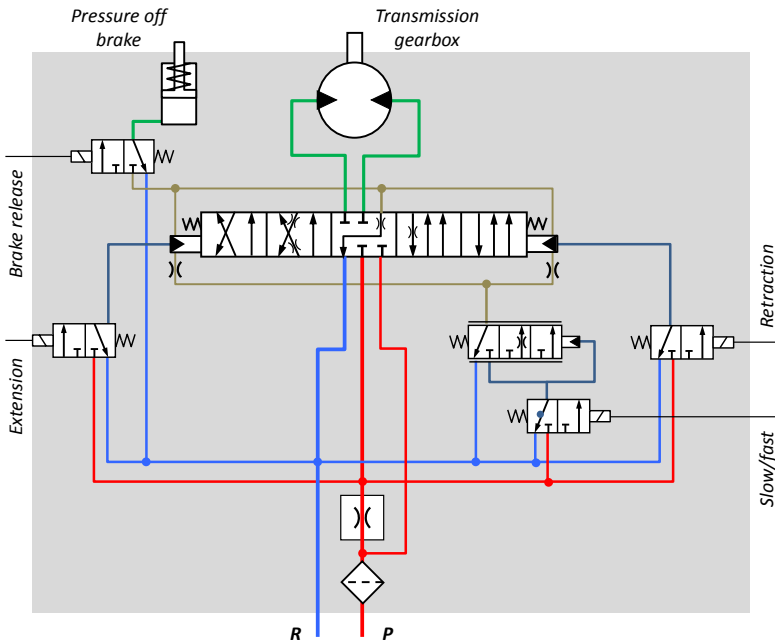 Pressure off
brake
Transmission
gearbox
Brake release
Extension
Retraction
Slow/fast
R
P